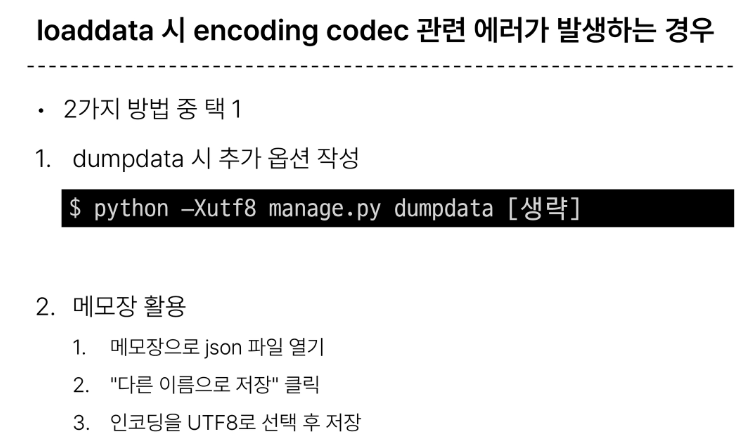 loaddata 시 encoding codec 관련 에러가 발생하는 경우
• 2가지 방법 중 택 1
1. dumpdata 시 추가 옵션 작성
$ python –Xutf8 manage.py dumpdata [생략]
2. 메모장 활용
1. 메모장으로 json 파일 열기
2. "다른 이름으로 저장" 클릭
3. 인코딩을 UTF8로 선택 후 저장